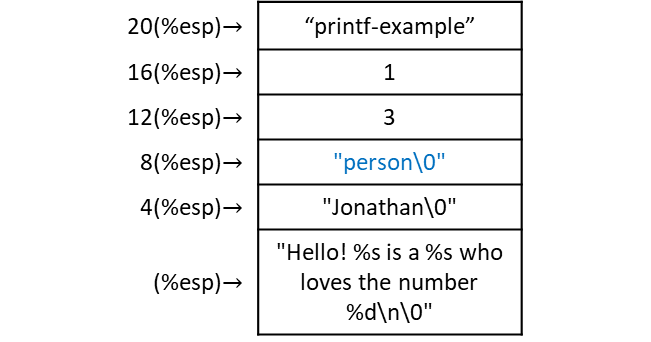 20(%esp)→ “printf-example”
16(%esp)→ 1
12(%esp)→ 3
8(%esp)→ "person\0"
4(%esp)→ "Jonathan\0"
"Hello! %s is a %s who
(%esp)→ loves the number
%d\n\0"